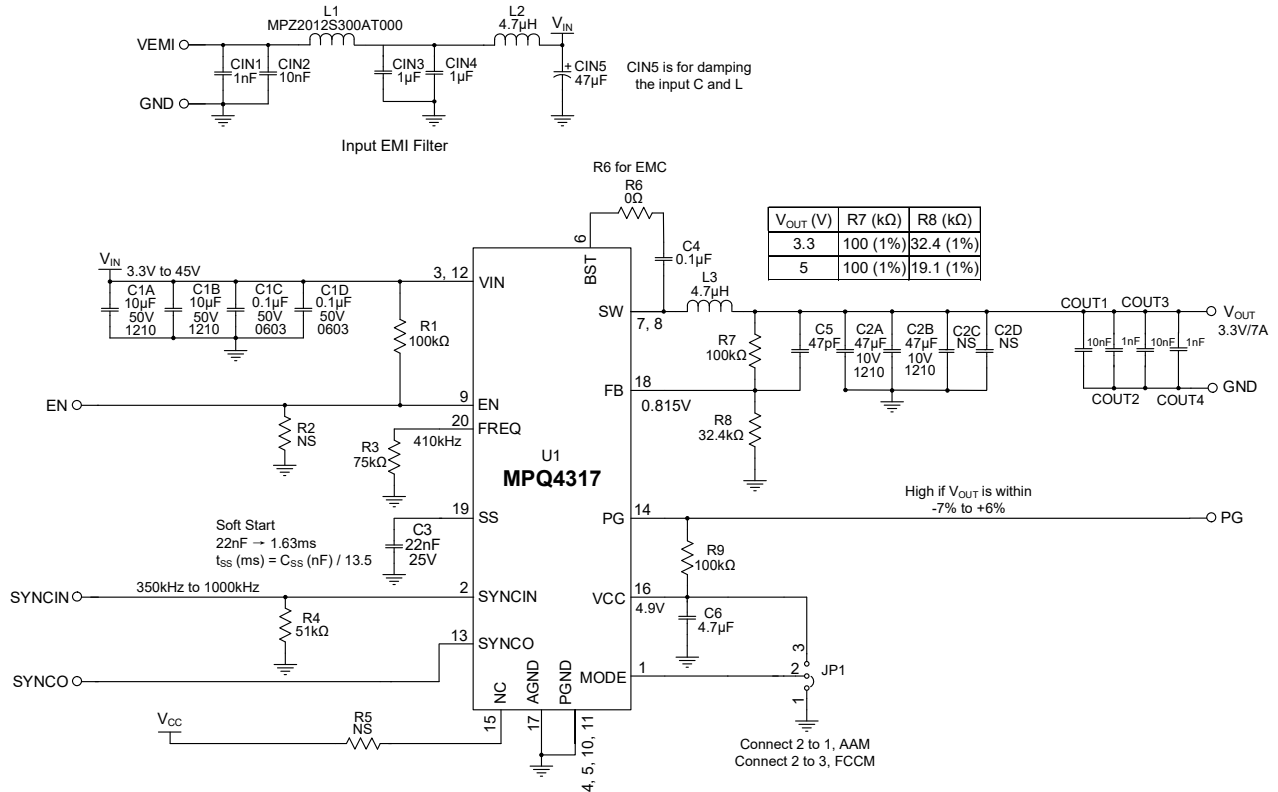 L1
MPZ2012S300AT000
L2
4.7µH
VIN
VEMI
CIN1
1nF
CIN2
10nF
CIN3
1µF
CIN4
1µF
+
CIN5
47µF
CIN5 is for damping
the input C and L
GND
Input EMI Filter
R6 for EMC
R6
0Ω
VOUT (V) R7 (kΩ) R8 (kΩ)
3.3 100 (1%) 32.4 (1%)
5 100 (1%) 19.1 (1%)
6
BST
C4
0.1µF
VIN
3.3V to 45V
3, 12
VIN
C1A
10µF
50V
1210
C1B
10µF
50V
1210
C1C
0.1µF
50V
0603
C1D
0.1µF
50V
0603
R1
100kΩ
SW
7, 8
L3
4.7µH
R7
100kΩ
C5
47pF
C2A
47µF
10V
1210
C2B
47µF
10V
1210
C2C
NS
C2D
NS
COUT1
COUT3
10nF
1nF
10nF
1nF
COUT2
COUT4
VOUT
3.3V/7A
GND
FB
18
0.815V
R8
32.4kΩ
EN
9
EN
R2
NS
20
FREQ
410kHz
R3
75kΩ
U1
MPQ4317
19
SS
C3
22nF
25V
Soft Start
22nF → 1.63ms
tSS (ms) = CSS (nF) / 13.5
PG
14
High if VOUT is within
-7% to +6%
PG
R9
100kΩ
SYNCIN
350kHz to 1000kHz
2
SYNCIN
R4
51kΩ
VCC
16
4.9V
C6
4.7µF
13
SYNCO
SYNCO
MODE
1
3
2
1
JP1
Connect 2 to 1, AAM
Connect 2 to 3, FCCM
NC
AGND
PGND
15
17
4, 5, 10, 11
VCC
R5
NS